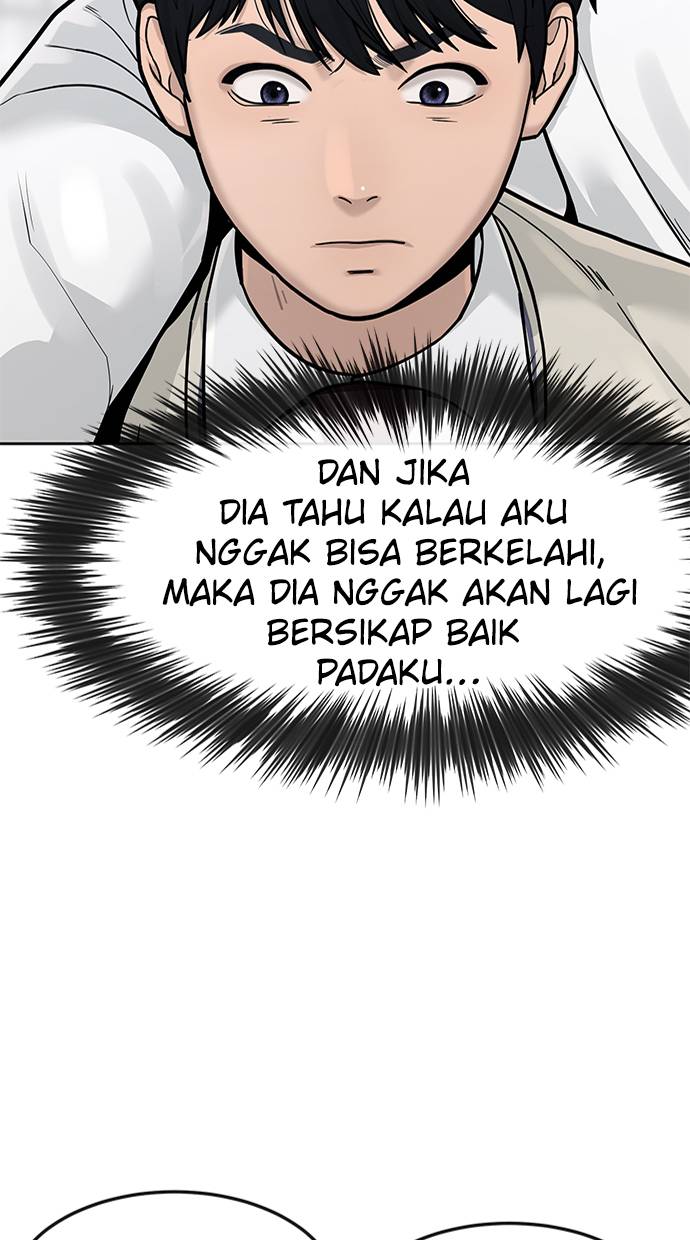 DAN JIKA
DIA TAHU KALAU AKU
NGGAK BISA BERKELAHI,
MAKA DIA NGGAK AKAN LAGI
BERSIKAP BAIK
PADAKU...